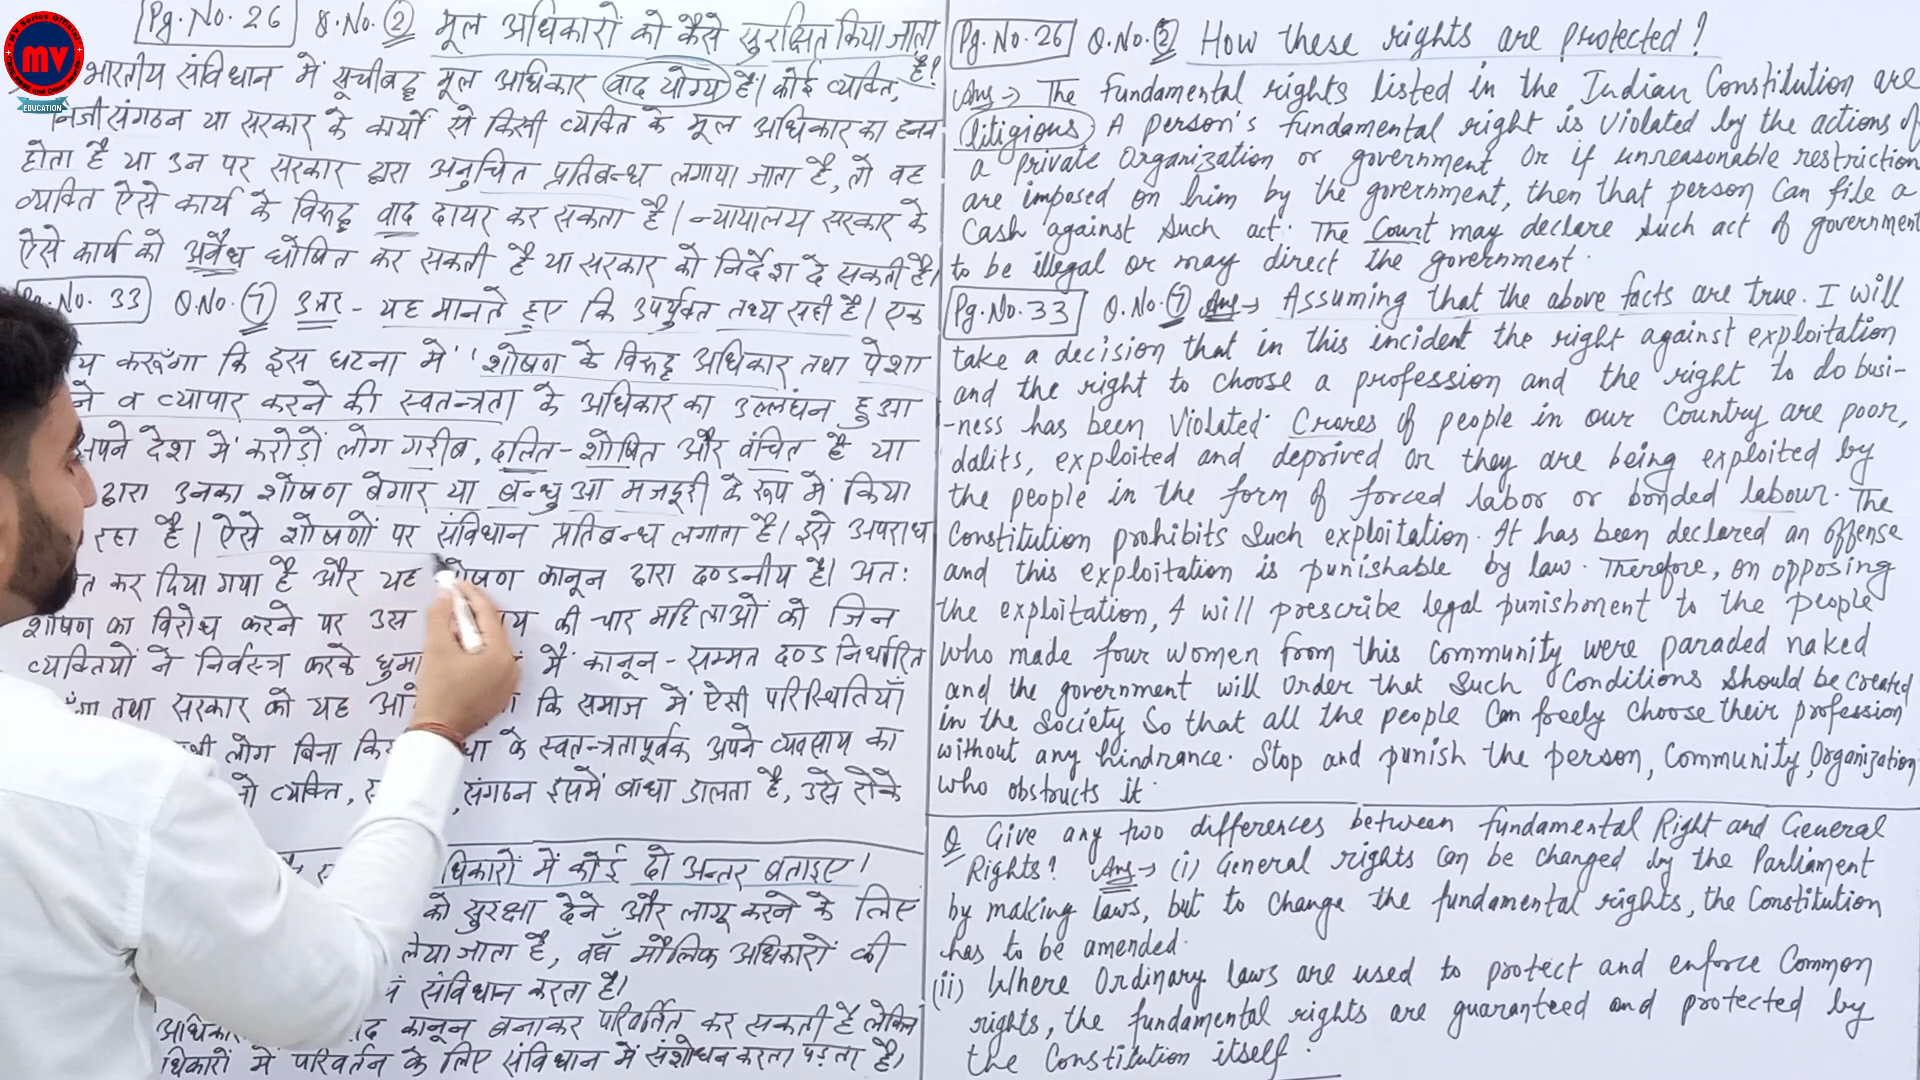 MV Series Official
mv
EDUCATION
Pg. No. 26 Q. No. (2) मूल अधिकारों को कैसे सुरक्षित किया जाता है?
भारतीय संविधान में सूचीबद्ध मूल अधिकार वाद योग्य है। कोई व्यक्ति,
निजी संगठन या सरकार के कार्यों से किसी व्यक्ति के मूल अधिकार का हनन
होता है या उन पर सरकार द्वारा अनुचित प्रतिबन्ध लगाया जाता है, तो वह
व्यक्ति ऐसे कार्य के विरुद्ध वाद दायर कर सकता है। न्यायालय सरकार के
ऐसे कार्य को अवैध घोषित कर सकती है या सरकार को निर्देश दे सकती है।
Pg. No. 33 Q.No. (7) उत्तर - यह मानते हुए कि उपर्युक्त तथ्य सही है। एक
य करूँगा कि इस घटना में 'शोषण के विरुद्ध अधिकार तथा पेशा
ने व व्यापार करने की स्वतन्त्रता के अधिकार का उल्लंघन हुआ
अपने देश में करोड़ों लोग गरीब, दलित-शोषित और वंचित है या
द्वारा उनका शोषण बेगार या बन्धुआ मजदूरी के रूप में किया
रहा है। ऐसे शोषणों पर संविधान प्रतिबन्ध लगाता है। इसे अपराध
त कर दिया गया है और यह षण कानून द्वारा दण्डनीय है। अतः
शोषण का विरोध करने पर उस य की चार महिलाओं को जिन
व्यक्तियों ने निर्वस्त्र करके घुमा में कानून-सम्मत दण्ड निर्धारित
तथा सरकार को यह आ कि समाज में ऐसी परिस्थितियाँ
लोग बिना कि धा के स्वतन्त्रतापूर्वक अपने व्यवसाय का
जो व्यक्ति, स , संगठन इसमें बाधा डालता है, उसे रोके
धिकारों में कोई दो अन्तर बताइए।
को सुरक्षा देने और लागू करने के लिए
लिया जाता है, वहाँ मौलिक अधिकारों की
संविधान करता है।
अधिकार द कानून बनाकर परिवर्तित कर सकती है लेकिन
धिकारों में परिवर्तन के लिए संविधान में संशोधन करना पड़ता है।
Pg. No. 26 Q. No. (2) How these rights are protected?
Ans → The fundamental rights listed in the Indian Constitution are
litigious. A person's fundamental right is violated by the actions of
a private organization or government or if unreasonable restriction
are imposed on him by the government, then that person can file a
cash against such act. The Court may declare such act of government
to be illegal or may direct the government.
Pg. No. 33 Q. No. (7) Ans → Assuming that the above facts are true. I will
take a decision that in this incident the right against exploitation
and the right to choose a profession and the right to do busi-
-ness has been violated. Crores of people in our country are poor,
dalits, exploited and deprived or they are being exploited by
the people in the form of forced labor or bonded labour. The
Constitution prohibits such exploitation. It has been declared an offense
and this exploitation is punishable by law. Therefore, on opposing
the exploitation, I will prescribe legal punishment to the people
who made four women from this community were paraded naked
and the government will order that such conditions should be created
in the society so that all the people can freely choose their profession
without any hindrance. Stop and punish the person, community, organization
who obstructs it.
Q Give any two differences between fundamental Right and General
Rights? Ans → (i) General rights can be changed by the Parliament
by making laws, but to change the fundamental rights, the Constitution
has to be amended.
(ii) Where ordinary laws are used to protect and enforce common
rights, the fundamental rights are guaranteed and protected by
the Constitution itself.